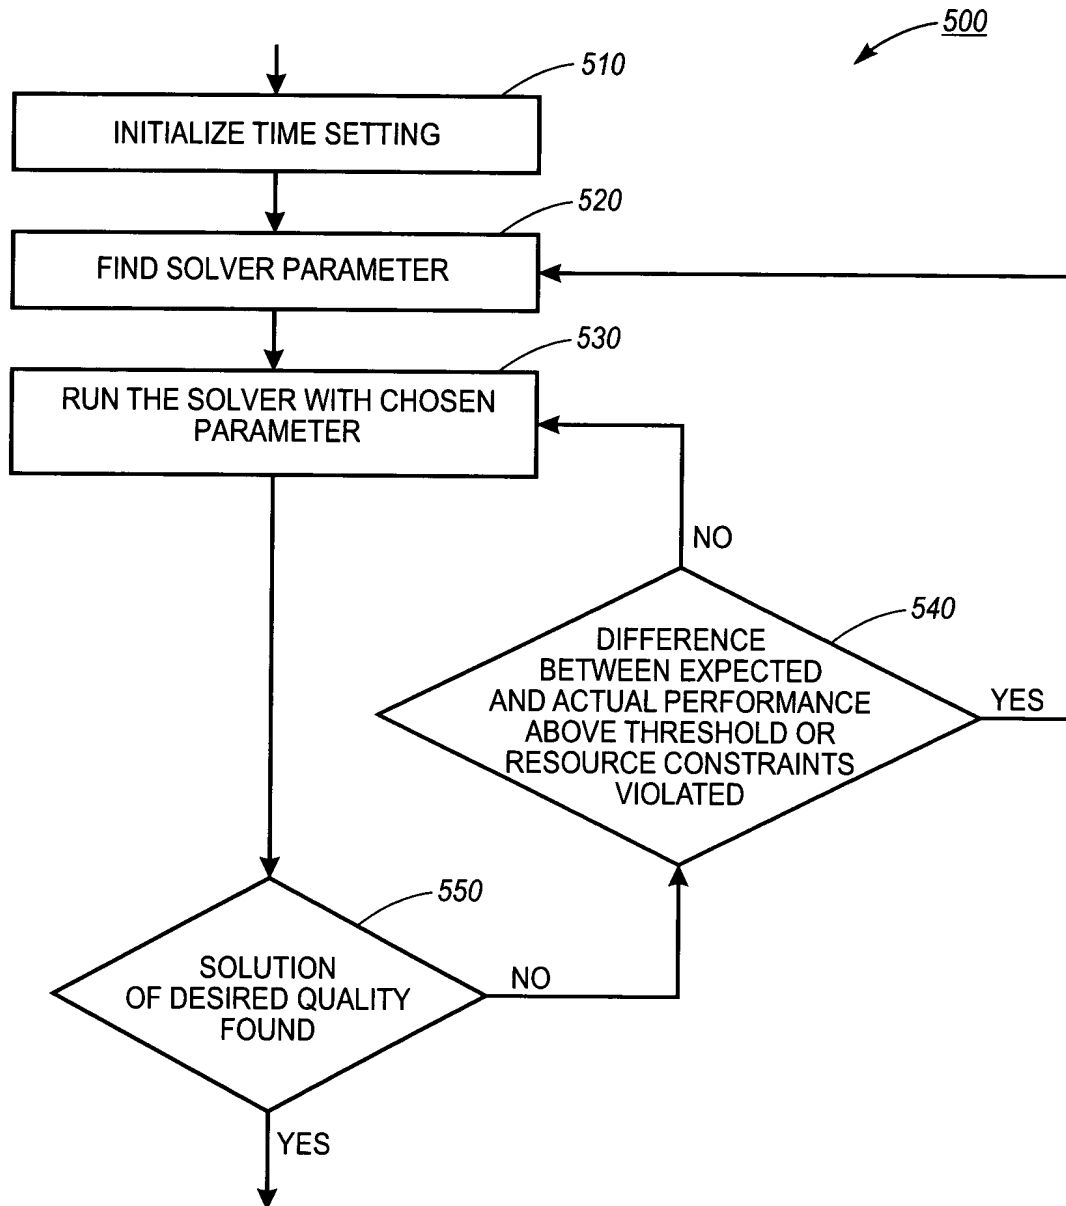 500
510
INITIALIZE TIME SETTING
520
FIND SOLVER PARAMETER
530
RUN THE SOLVER WITH CHOSEN
PARAMETER
NO
540
DIFFERENCE
BETWEEN EXPECTED
AND ACTUAL PERFORMANCE
ABOVE THRESHOLD OR
RESOURCE CONSTRAINTS
VIOLATED
YES
550
SOLUTION
OF DESIRED QUALITY
FOUND
NO
YES